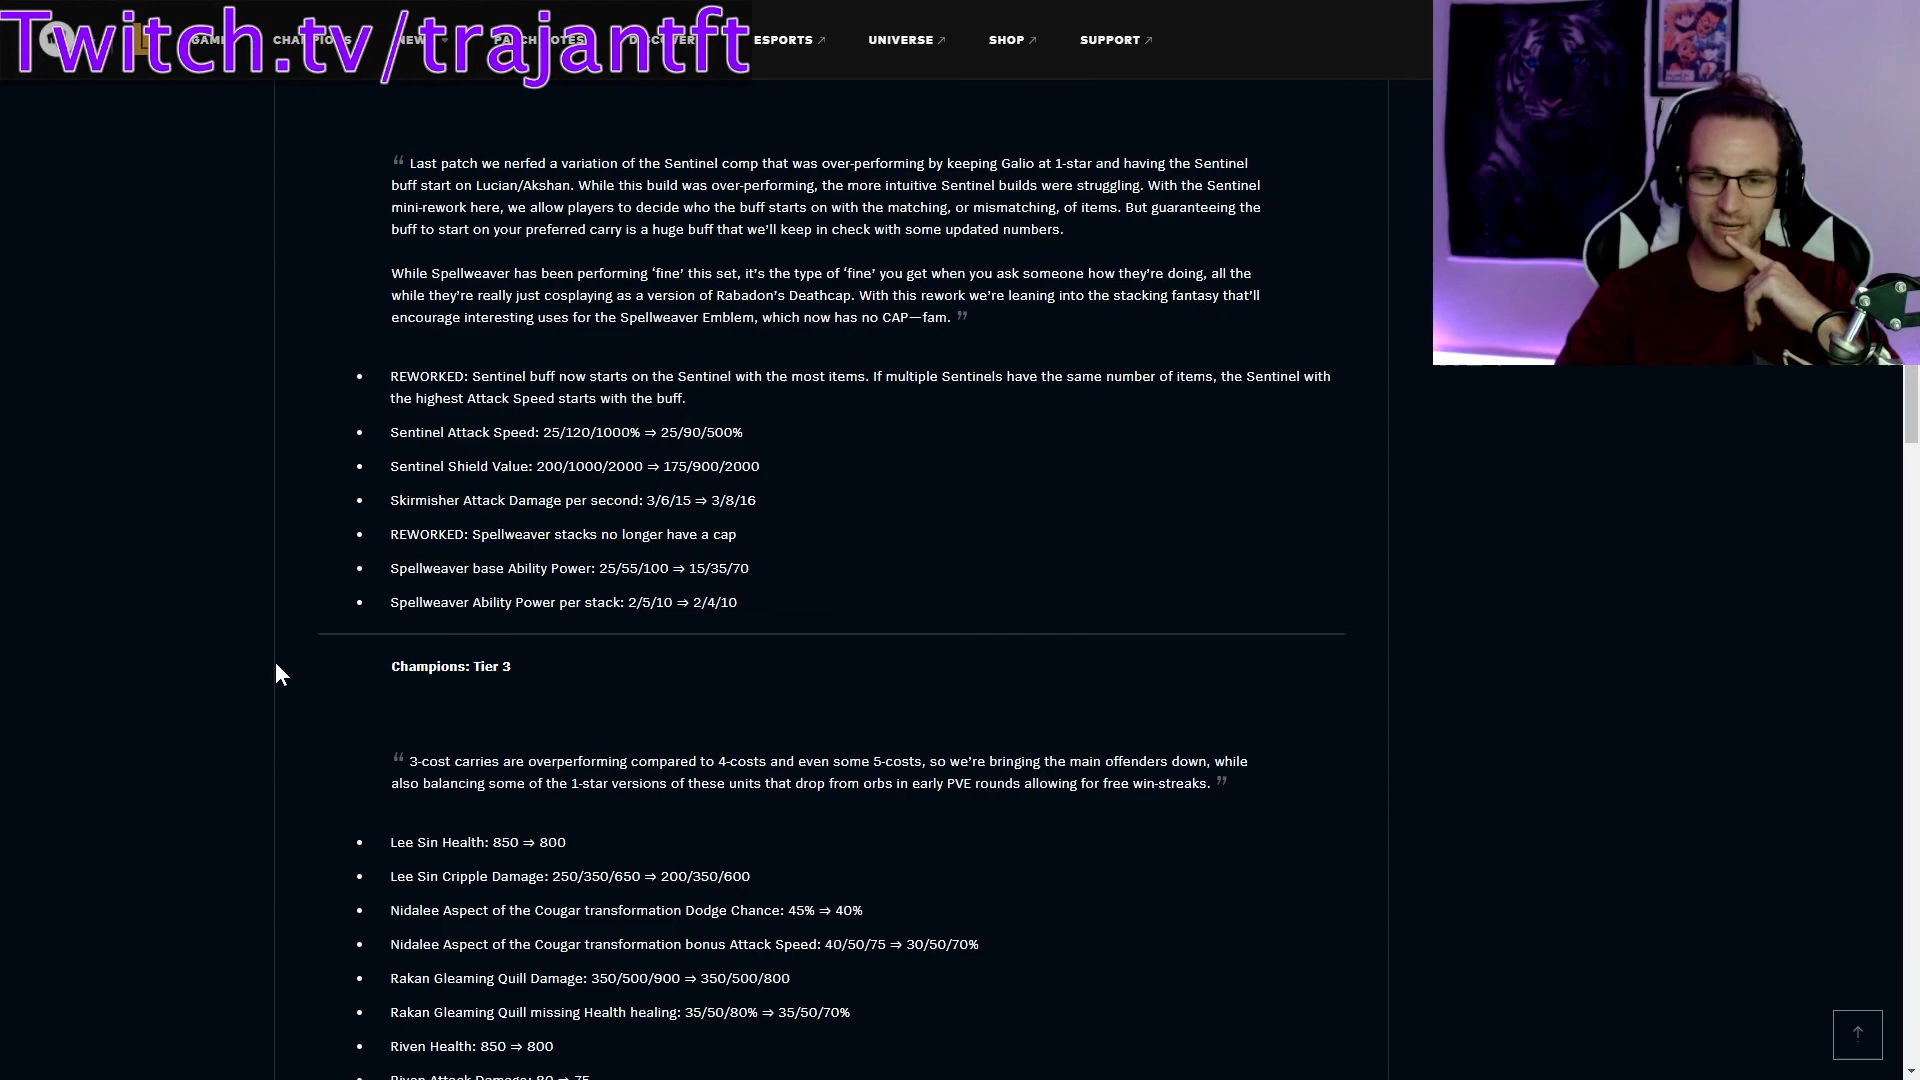 Twitch.tv/trajantft
ESPORTS UNIVERSE SHOP SUPPORT
“ Last patch we nerfed a variation of the Sentinel comp that was over-performing by keeping Galio at 1-star and having the Sentinel
buff start on Lucian/Akshan. While this build was over-performing, the more intuitive Sentinel builds were struggling. With the Sentinel
mini-rework here, we allow players to decide who the buff starts on with the matching, or mismatching, of items. But guaranteeing the
buff to start on your preferred carry is a huge buff that we’ll keep in check with some updated numbers.
While Spellweaver has been performing ‘fine’ this set, it’s the type of ‘fine’ you get when you ask someone how they’re doing, all the
while they’re really just cosplaying as a version of Rabadon’s Deathcap. With this rework we’re leaning into the stacking fantasy that’ll
encourage interesting uses for the Spellweaver Emblem, which now has no CAP—fam. ”
• REWORKED: Sentinel buff now starts on the Sentinel with the most items. If multiple Sentinels have the same number of items, the Sentinel with
the highest Attack Speed starts with the buff.
• Sentinel Attack Speed: 25/120/1000% ⇒ 25/90/500%
• Sentinel Shield Value: 200/1000/2000 ⇒ 175/900/2000
• Skirmisher Attack Damage per second: 3/6/15 ⇒ 3/8/16
• REWORKED: Spellweaver stacks no longer have a cap
• Spellweaver base Ability Power: 25/55/100 ⇒ 15/35/70
• Spellweaver Ability Power per stack: 2/5/10 ⇒ 2/4/10
Champions: Tier 3
“ 3-cost carries are overperforming compared to 4-costs and even some 5-costs, so we’re bringing the main offenders down, while
also balancing some of the 1-star versions of these units that drop from orbs in early PVE rounds allowing for free win-streaks. ”
• Lee Sin Health: 850 ⇒ 800
• Lee Sin Cripple Damage: 250/350/650 ⇒ 200/350/600
• Nidalee Aspect of the Cougar transformation Dodge Chance: 45% ⇒ 40%
• Nidalee Aspect of the Cougar transformation bonus Attack Speed: 40/50/75 ⇒ 30/50/70%
• Rakan Gleaming Quill Damage: 350/500/900 ⇒ 350/500/800
• Rakan Gleaming Quill missing Health healing: 35/50/80% ⇒ 35/50/70%
• Riven Health: 850 ⇒ 800
• Riven Attack Damage: 80 ⇒ 75